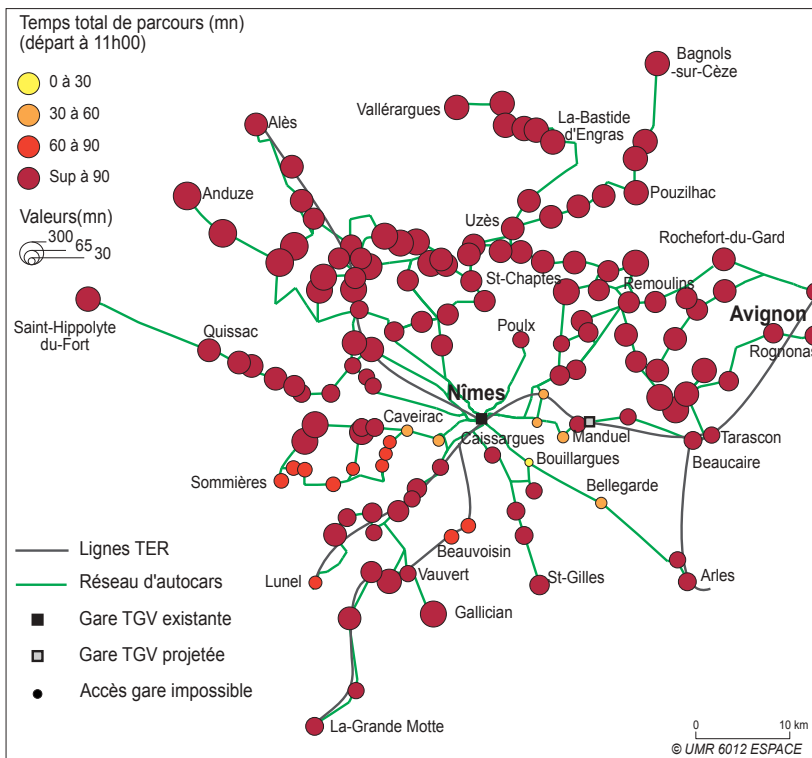 Temps total de parcours (mn)
(départ à 11h00)
0 à 30
30 à 60
60 à 90
Sup à 90
Valeurs(mn)
300
65
30
Bagnols
-sur-Cèze
Vallérargues
La-Bastide
d'Engras
Alès
Anduze
Pouzilhac
Uzès
Rochefort-du-Gard
St-Chaptes
Remoulins
Saint-Hippolyte
du-Fort
Quissac
Poulx
Avignon
Rognonas
Nîmes
Caveirac
Caissargues
Manduel
Tarascon
Beaucaire
Bouillargues
Sommières
Bellegarde
Beauvoisin
Lunel
Vauvert
St-Gilles
Arles
Gallician
La-Grande Motte
Lignes TER
Réseau d'autocars
Gare TGV existante
Gare TGV projetée
Accès gare impossible
0
10 km
© UMR 6012 ESPACE